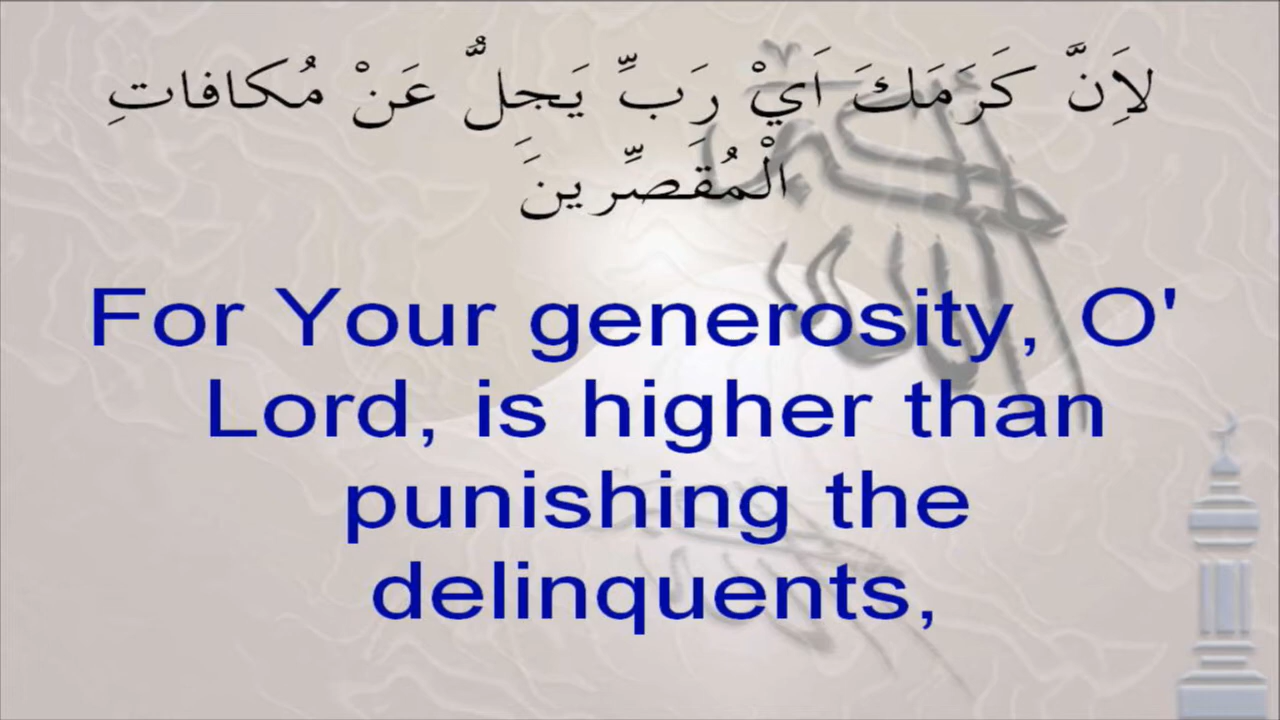 لاَِنَّ كَرَمَكَ اَيْ رَبِّ يَجِلُّ عَنْ مُكافاتِ
الْمُقَصِّرينَ
For Your generosity, O'
Lord, is higher than
punishing the
delinquents,